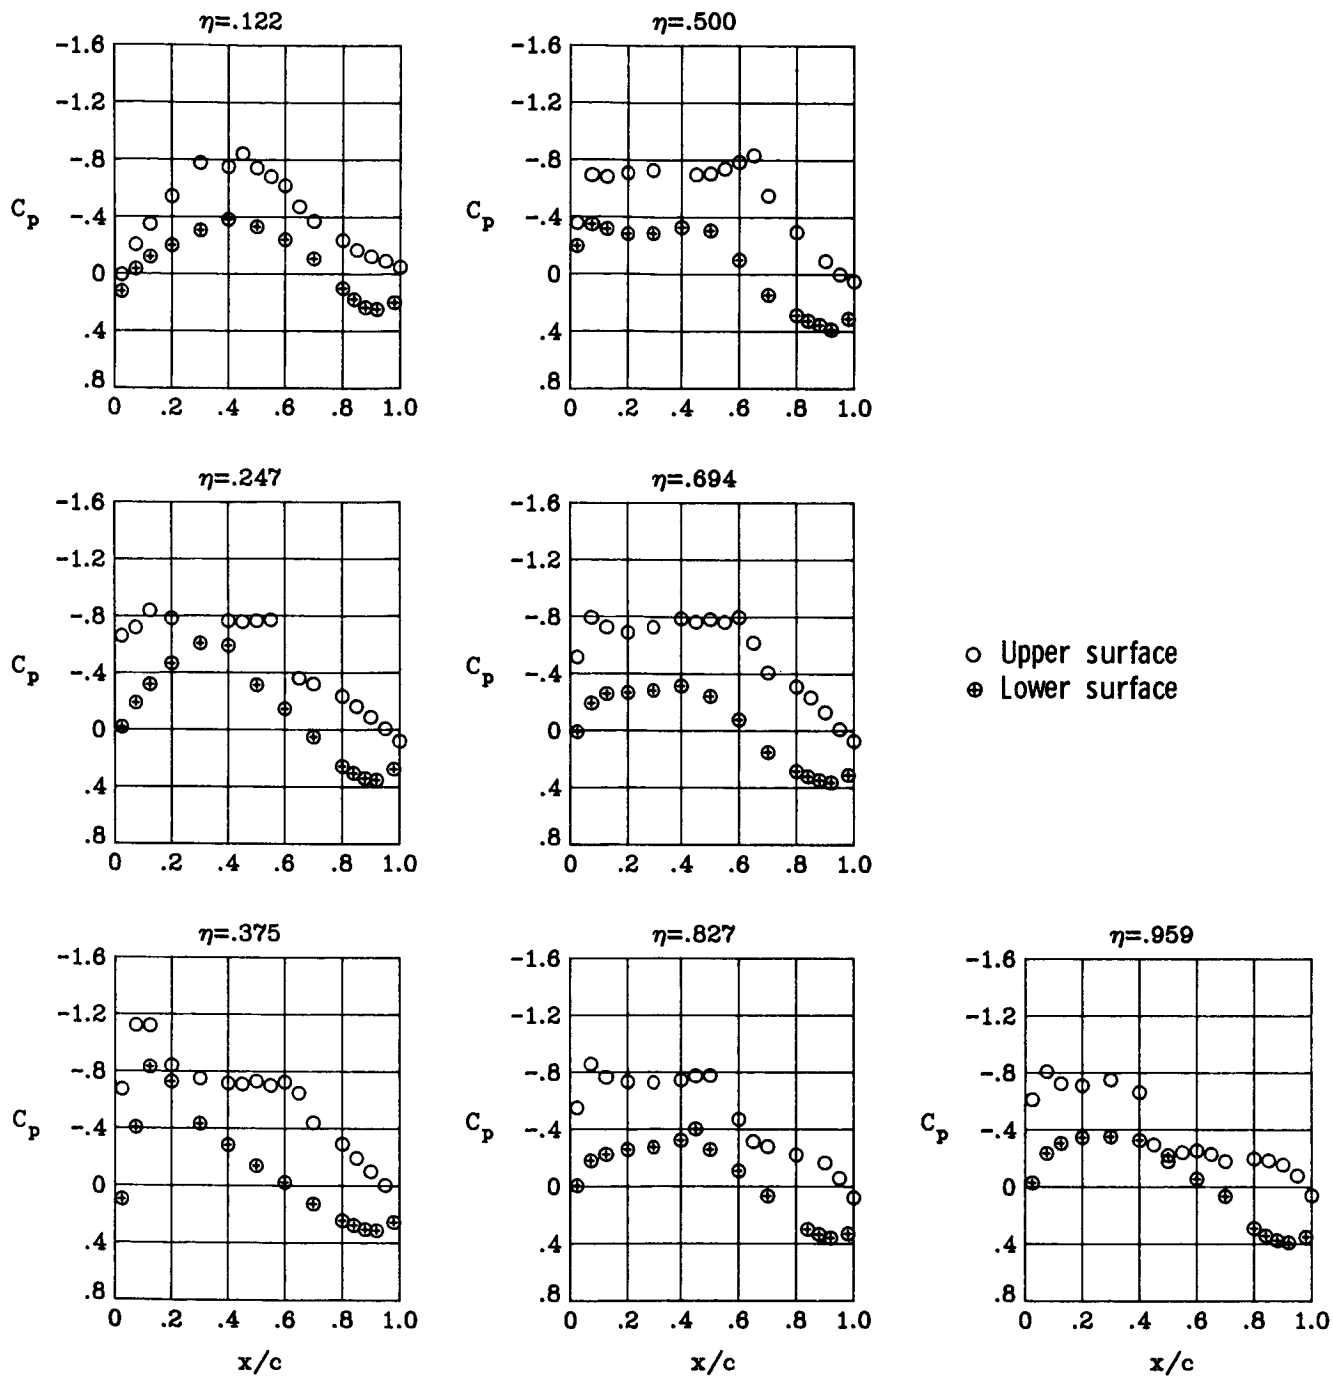 η=.122
-1.6
-1.2
-.8
-.4
0
.4
.8
C_p
0 .2 .4 .6 .8 1.0
η=.500
-1.6
-1.2
-.8
-.4
0
.4
.8
C_p
0 .2 .4 .6 .8 1.0
η=.247
-1.6
-1.2
-.8
-.4
0
.4
.8
C_p
0 .2 .4 .6 .8 1.0
η=.694
-1.6
-1.2
-.8
-.4
0
.4
.8
C_p
0 .2 .4 .6 .8 1.0
Upper surface
Lower surface
η=.375
-1.6
-1.2
-.8
-.4
0
.4
.8
C_p
0 .2 .4 .6 .8 1.0
x/c
η=.827
-1.6
-1.2
-.8
-.4
0
.4
.8
C_p
0 .2 .4 .6 .8 1.0
x/c
η=.959
-1.6
-1.2
-.8
-.4
0
.4
.8
C_p
0 .2 .4 .6 .8 1.0
x/c